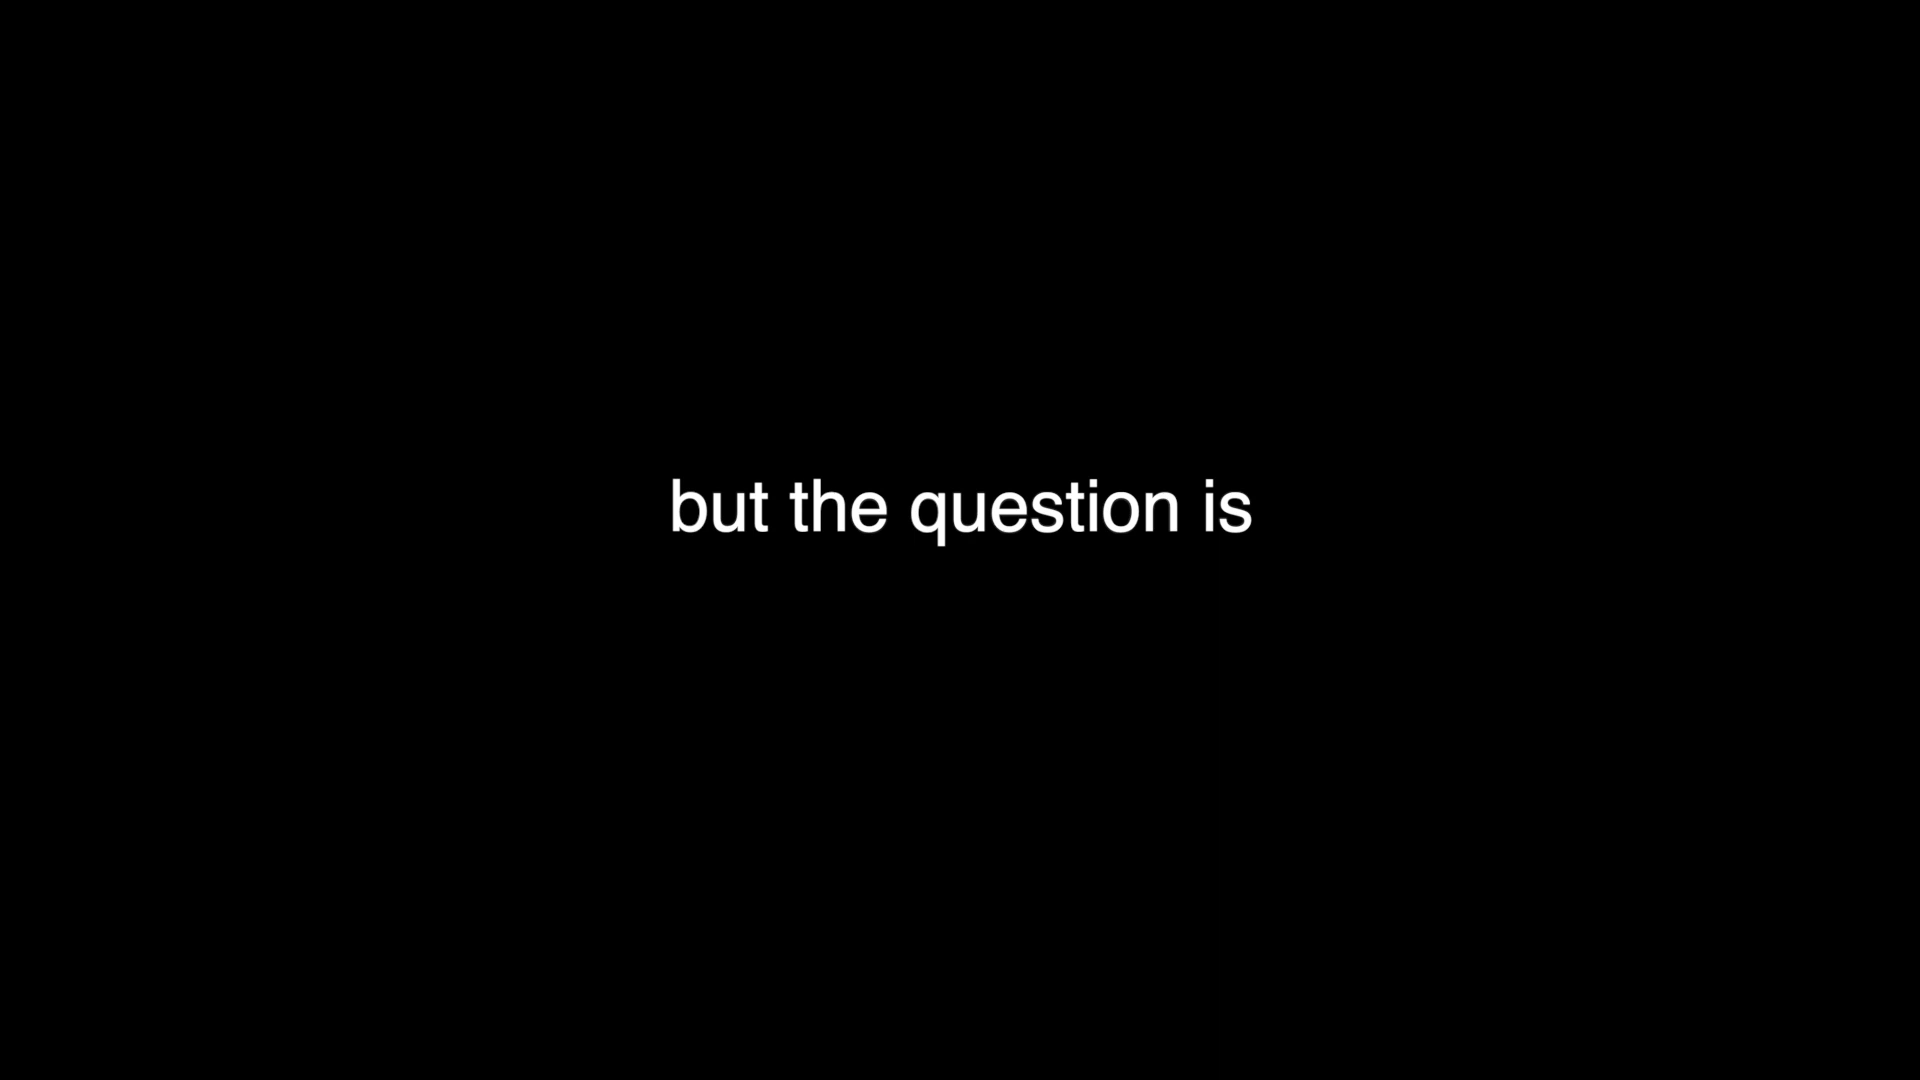 but the question is